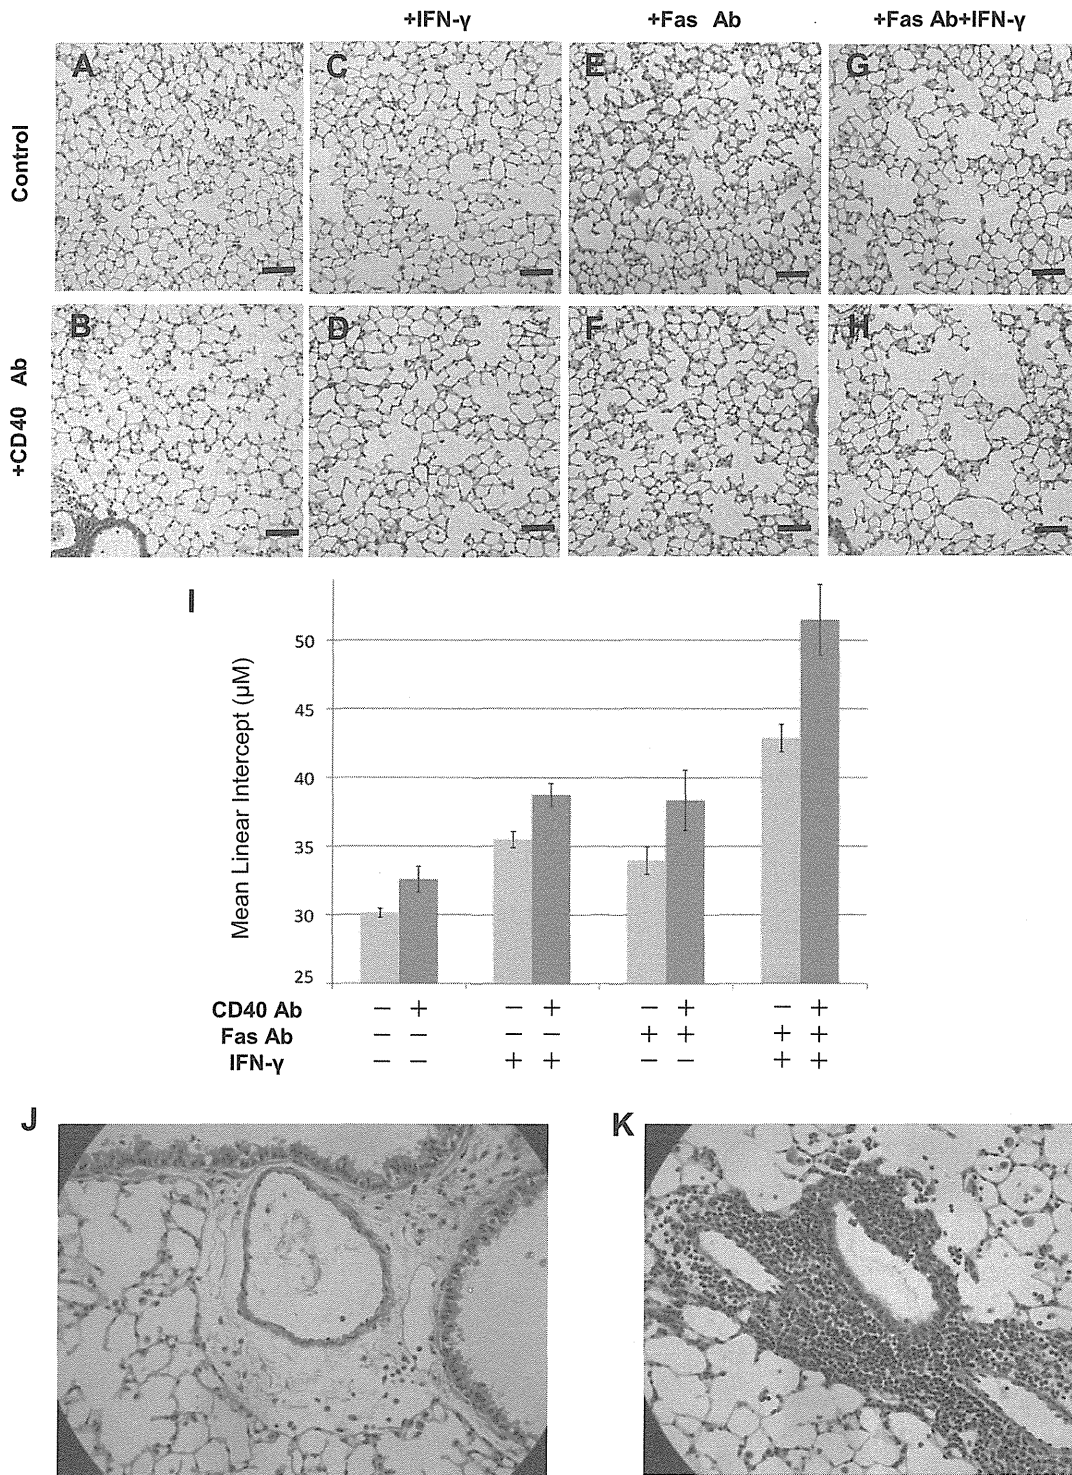 +IFN-γ +Fas Ab +Fas Ab+IFN-γ
Control
A C E G
+CD40 Ab
B D F H
I
Mean Linear Intercept (µM)
50
45
40
35
30
25
CD40 Ab − + − + − + − +
Fas Ab − − − − + + + +
IFN-γ − − + + − − + +
J K